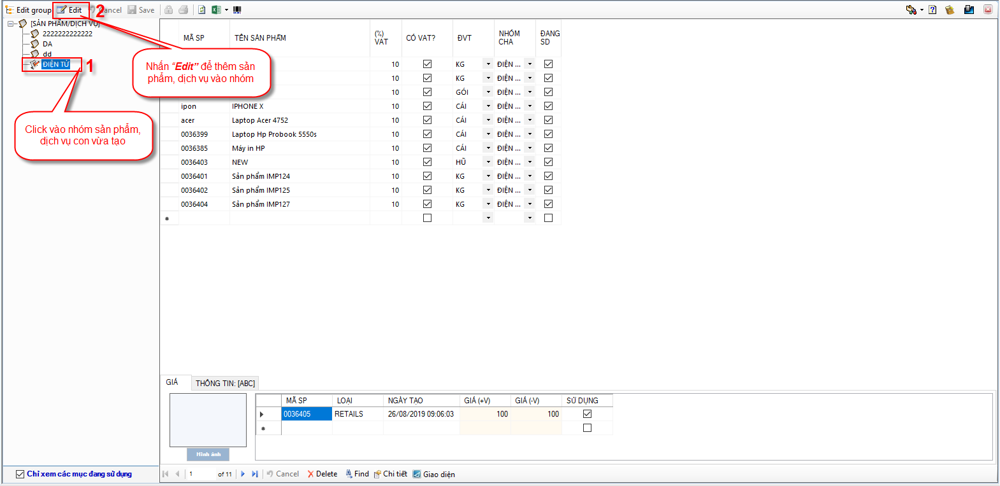 Edit group Edit 2 Cancel Save
[SẢN PHẨM/DỊCH VỤ]
2222222222222
DA
dd
ĐIỆN TỬ 1
Click vào nhóm sản phẩm,
dịch vụ con vừa tạo
Nhấn “Edit” để thêm sản
phẩm, dịch vụ vào nhóm
MÃ SP TÊN SẢN PHẨM (%) VAT CÓ VAT? ĐVT NHÓM CHA ĐANG SD
10 KG ĐIỆN ...
10 KG ĐIỆN ...
10 GÓI ĐIỆN ...
ipon IPHONE X 10 CÁI ĐIỆN ...
acer Laptop Acer 4752 10 CÁI ĐIỆN ...
0036399 Laptop Hp Probook 5550s 10 CÁI ĐIỆN ...
0036385 Máy in HP 10 CÁI ĐIỆN ...
0036403 NEW 10 HŨ ĐIỆN ...
0036401 Sản phẩm IMP124 10 KG ĐIỆN ...
0036402 Sản phẩm IMP125 10 KG ĐIỆN ...
0036404 Sản phẩm IMP127 10 KG ĐIỆN ...
GIÁ THÔNG TIN: [ABC]
MÃ SP LOẠI NGÀY TẠO GIÁ (+V) GIÁ (-V) SỬ DỤNG
0036405 RETAILS 26/08/2019 09:06:03 100 100
Hình ảnh
Chỉ xem các mục đang sử dụng
1 of 11 Cancel Delete Find Chi tiết Giao diện